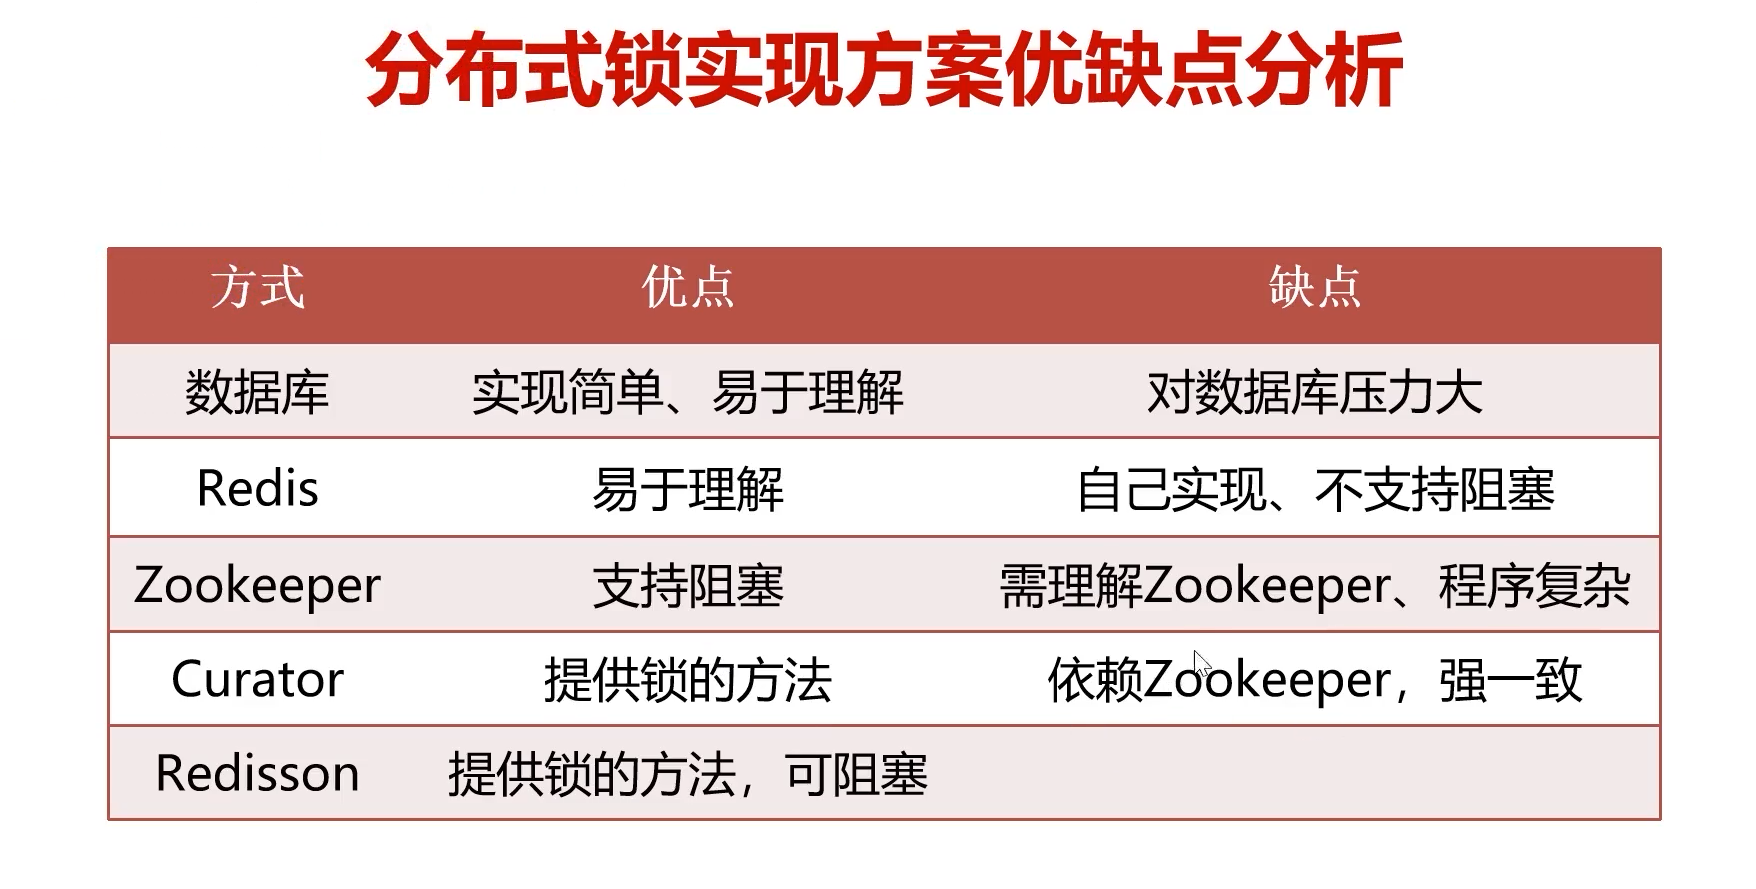 分布式锁实现方案优缺点分析
方式 优点 缺点
数据库 实现简单、易于理解 对数据库压力大
Redis 易于理解 自己实现、不支持阻塞
Zookeeper 支持阻塞 需理解Zookeeper、程序复杂
Curator 提供锁的方法 依赖Zookeeper，强一致
Redisson 提供锁的方法，可阻塞